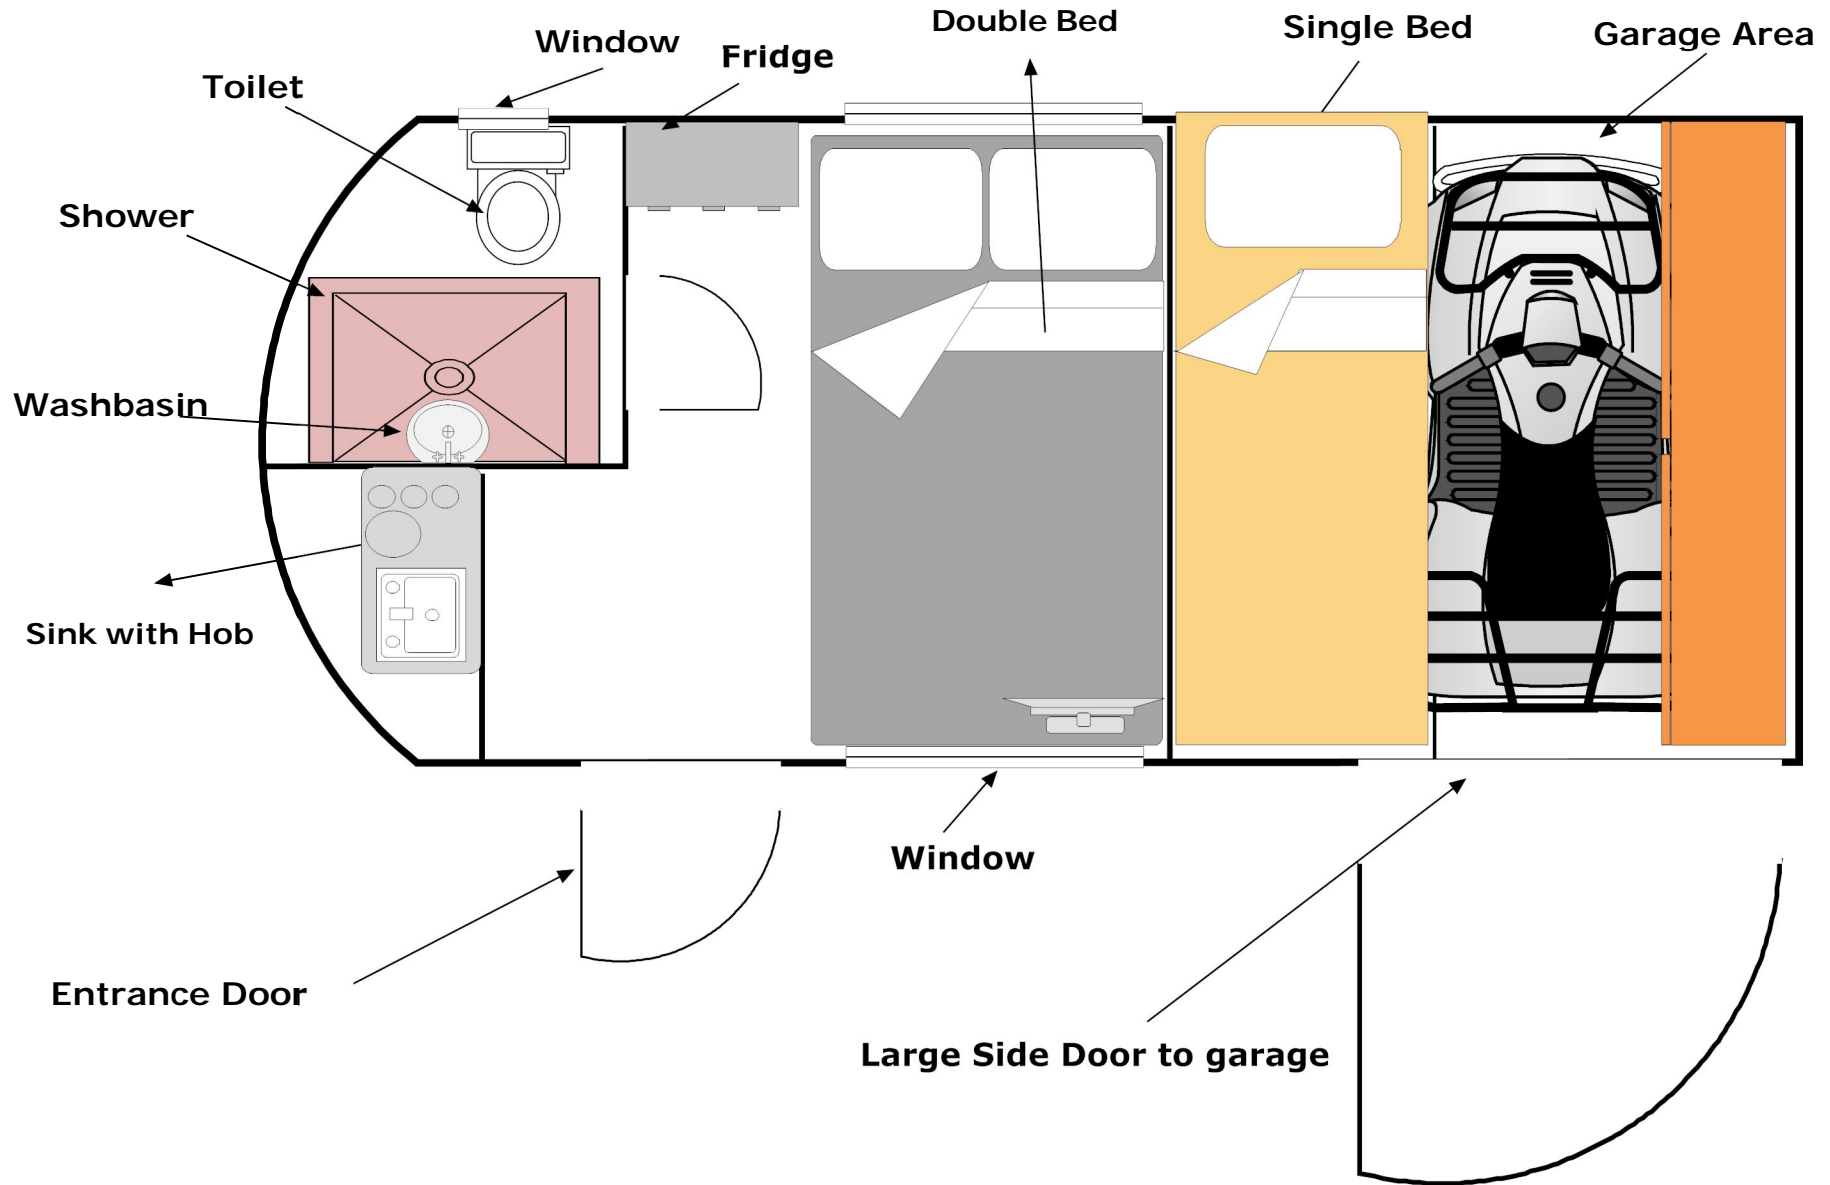 Double Bed
Single Bed
Garage Area
Window
Fridge
Toilet
Shower
Washbasin
Sink with Hob
Window
Entrance Door
Large Side Door to garage